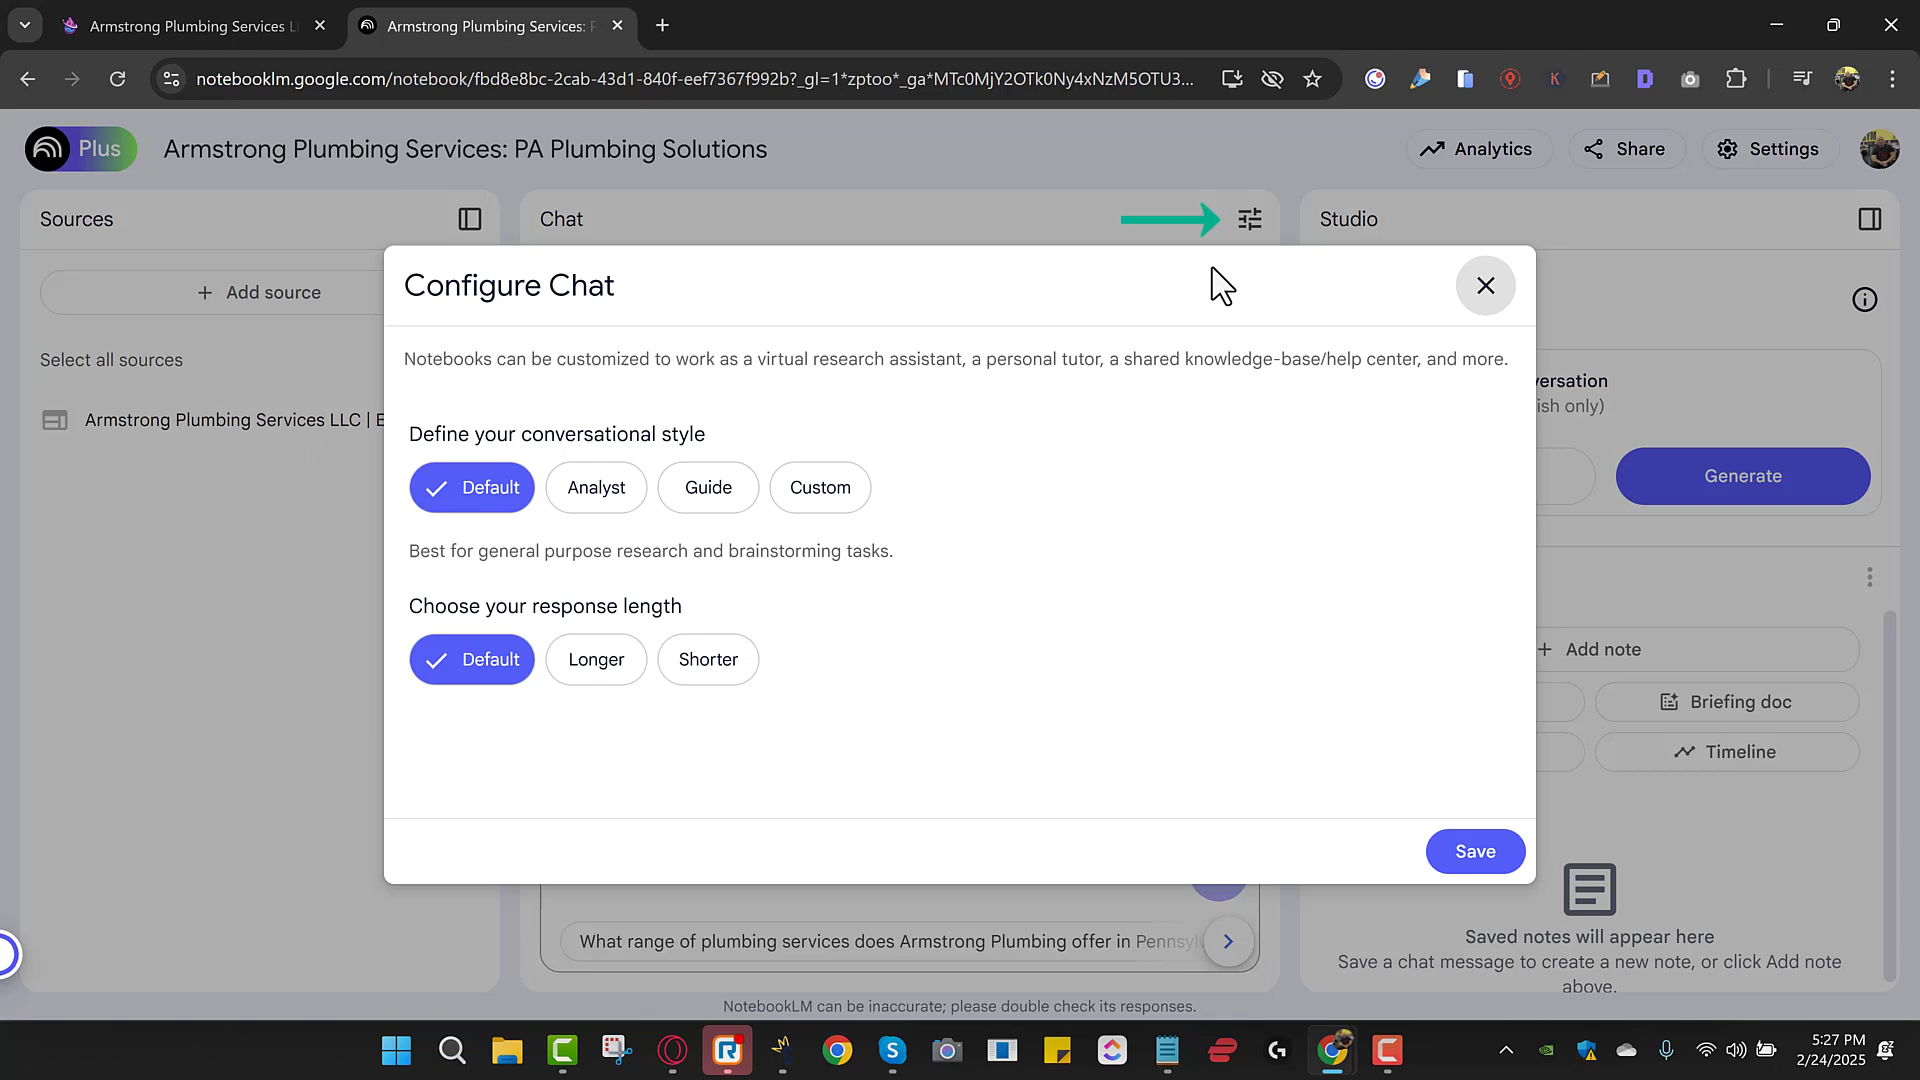 Armstrong Plumbing Services L
Armstrong Plumbing Services: P
notebooklm.google.com/notebook/fbd8e8bc-2cab-43d1-840f-eef7367f992b?_gl=1*zptoo*_ga*MTc0MjY2OTk0Ny4xNzM5OTU3...
Plus
Armstrong Plumbing Services: PA Plumbing Solutions
Analytics
Share
Settings
Sources
Chat
Studio
Configure Chat
+ Add source
Notebooks can be customized to work as a virtual research assistant, a personal tutor, a shared knowledge-base/help center, and more.
Select all sources
ersation
ish only)
Armstrong Plumbing Services LLC | E
Define your conversational style
Default
Analyst
Guide
Custom
Generate
Best for general purpose research and brainstorming tasks.
Choose your response length
Default
Longer
Shorter
+ Add note
Briefing doc
Timeline
Save
What range of plumbing services does Armstrong Plumbing offer in Pennsyl
Saved notes will appear here
Save a chat message to create a new note, or click Add note
above.
NotebookLM can be inaccurate; please double check its responses.
5:27 PM
2/24/2025